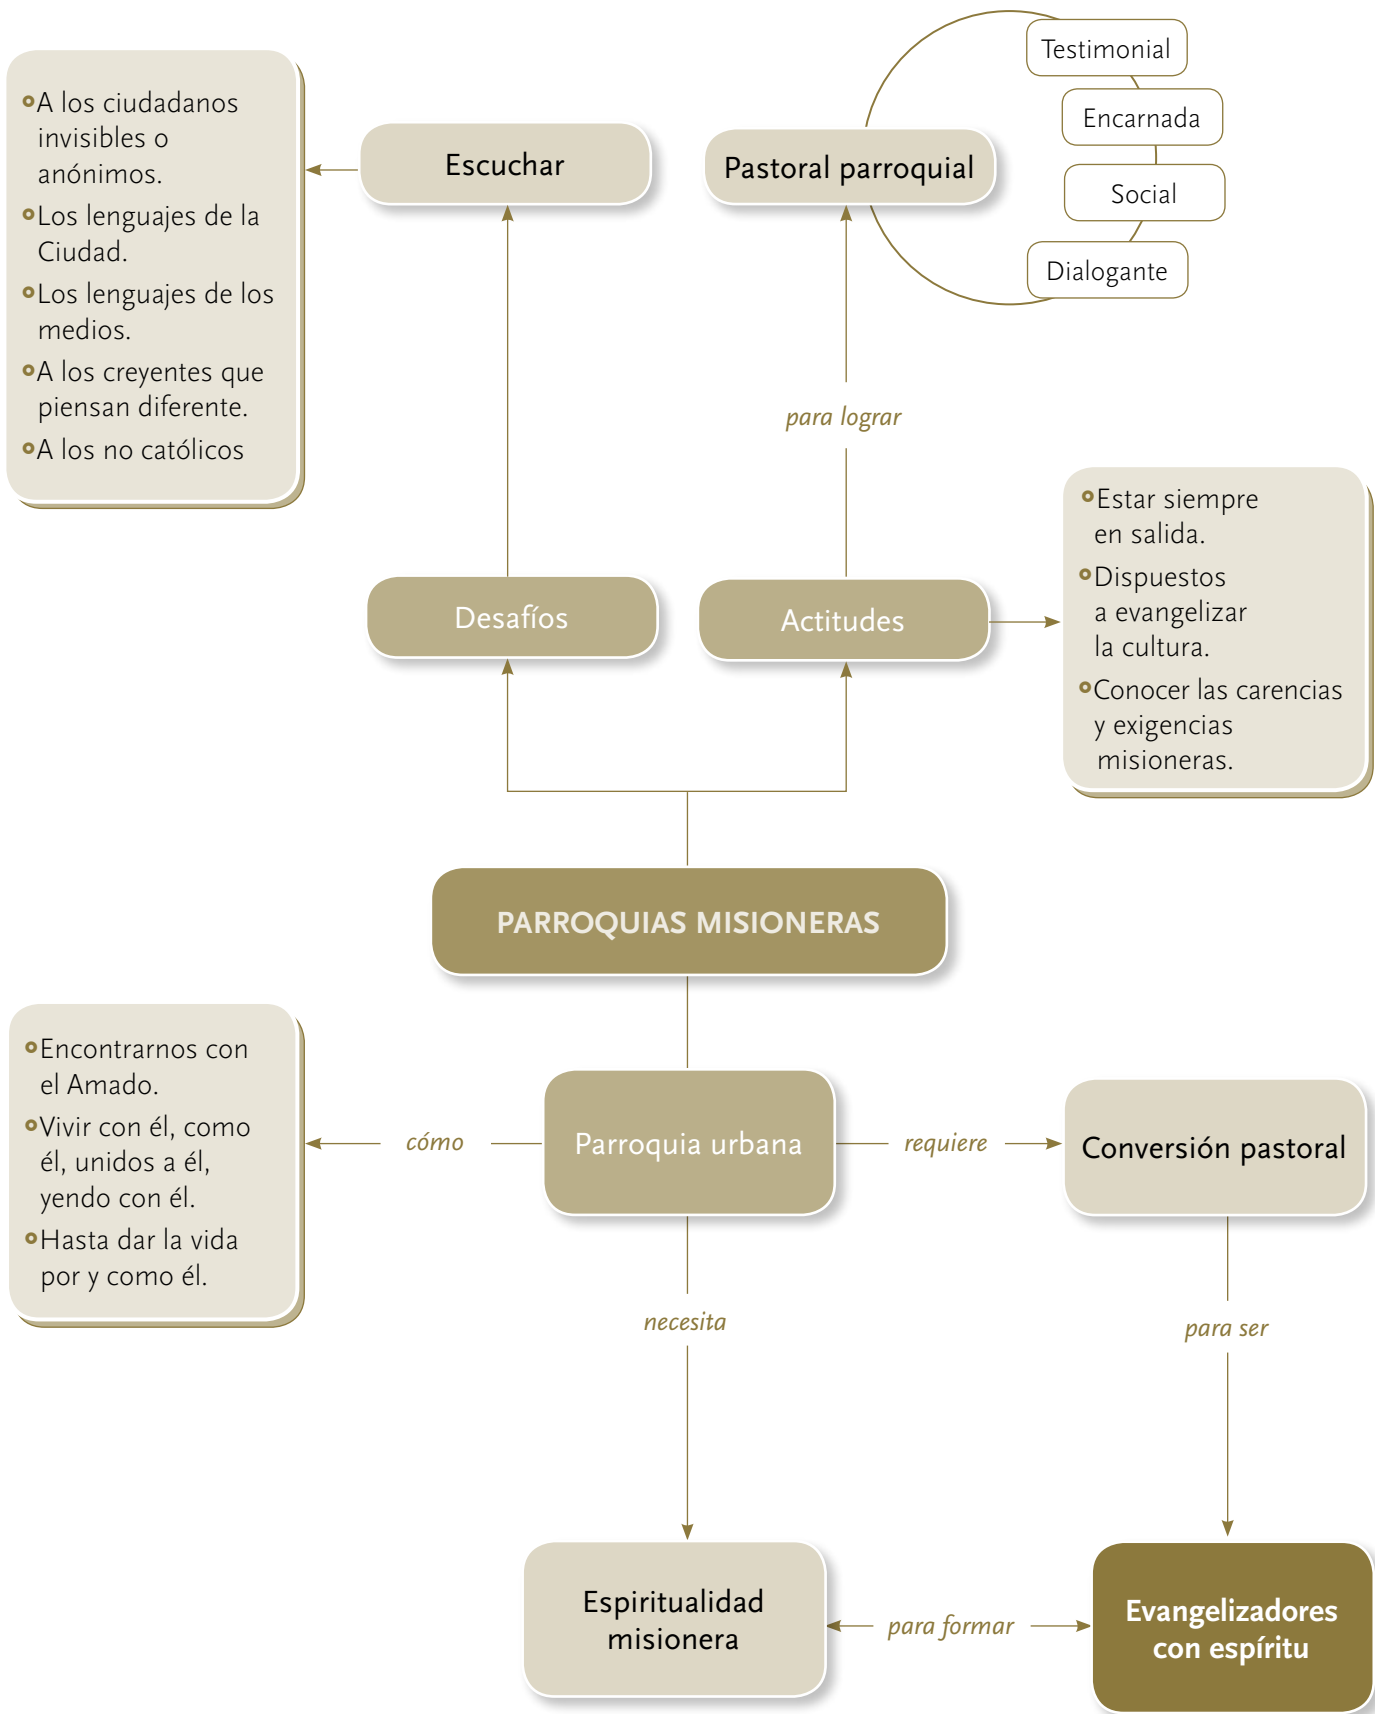 Testimonial
Encarnada
Social
Dialogante
Pastoral parroquial
Escuchar
A los ciudadanos
invisibles o
anónimos.
Los lenguajes de la
Ciudad.
Los lenguajes de los
medios.
A los creyentes que
piensan diferente.
A los no católicos
para lograr
Desafíos
Actitudes
Estar siempre
en salida.
Dispuestos
a evangelizar
la cultura.
Conocer las carencias
y exigencias
misioneras.
PARROQUIAS MISIONERAS
Encontrarnos con
el Amado.
Vivir con él, como
él, unidos a él,
yendo con él.
Hasta dar la vida
por y como él.
cómo
Parroquia urbana
requiere
Conversión pastoral
necesita
para ser
Espiritualidad
misionera
para formar
Evangelizadores
con espíritu